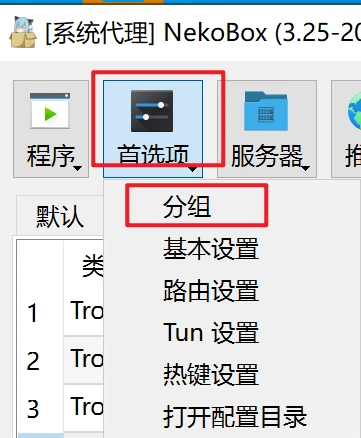 [系统代理] NekoBox (3.25-20
程序
首选项
服务器
推
分组
默认
基本设置
类
路由设置
1 Tro
Tun 设置
2 Tro
热键设置
3 Tro
打开配置目录